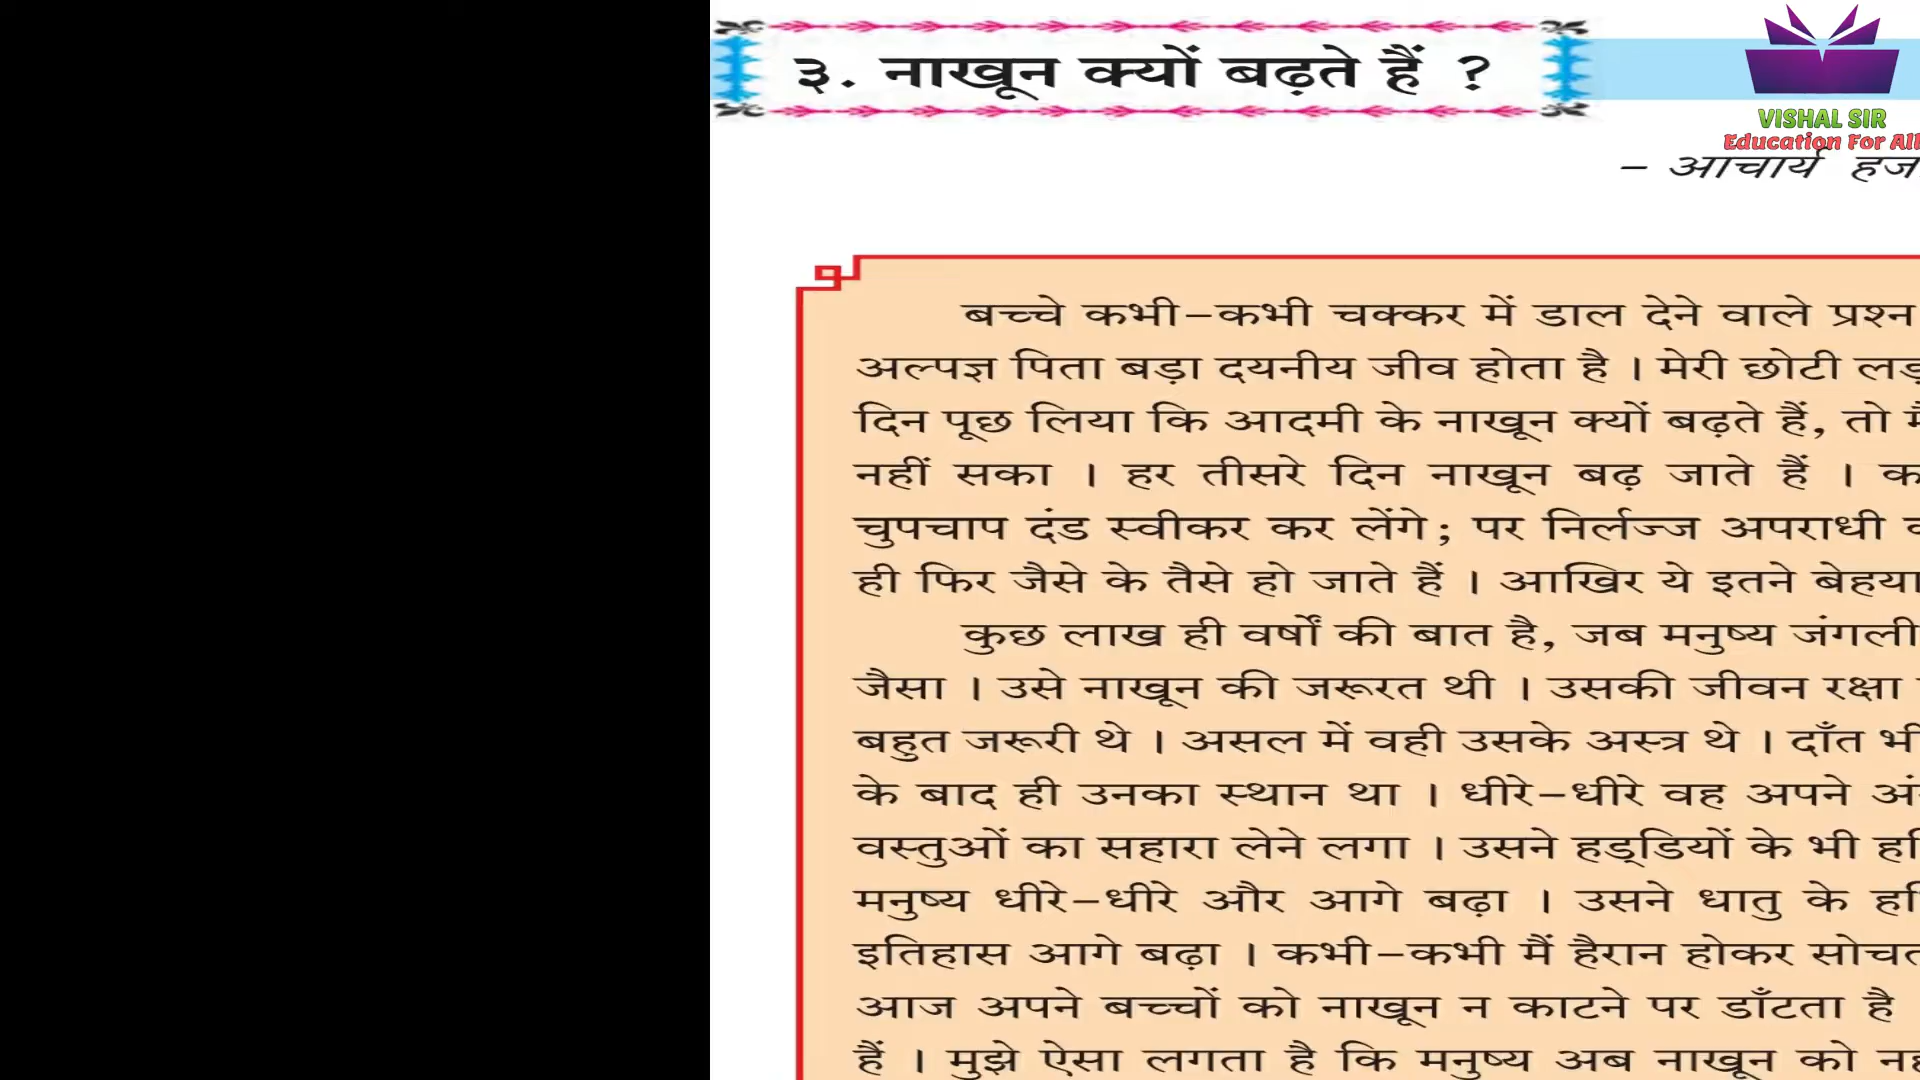 ३. नाखून क्यों बढ़ते हैं ?
VISHAL SIR
Education For All
– आचार्य
बच्चे कभी–कभी चक्कर में डाल देने वाले प्रश्न
अल्पज्ञ पिता बड़ा दयनीय जीव होता है । मेरी छोटी
दिन पूछ लिया कि आदमी के नाखून क्यों बढ़ते हैं, तो
नहीं सका । हर तीसरे दिन नाखून बढ़ जाते हैं ।
चुपचाप दंड स्वीकर कर लेंगे; पर निर्लज्ज अपराधी
ही फिर जैसे के तैसे हो जाते हैं । आखिर ये इतने बेहया
कुछ लाख ही वर्षों की बात है, जब मनुष्य जंगली
जैसा । उसे नाखून की जरूरत थी । उसकी जीवन रक्षा
बहुत जरूरी थे । असल में वही उसके अस्त्र थे । दाँत भी
के बाद ही उनका स्थान था । धीरे–धीरे वह अपने
वस्तुओं का सहारा लेने लगा । उसने हड्डियों के भी
मनुष्य धीरे–धीरे और आगे बढ़ा । उसने धातु के
इतिहास आगे बढ़ा । कभी–कभी मैं हैरान होकर
आज अपने बच्चों को नाखून न काटने पर डाँटता है
हैं । मुझे ऐसा लगता है कि मनुष्य अब नाखून को